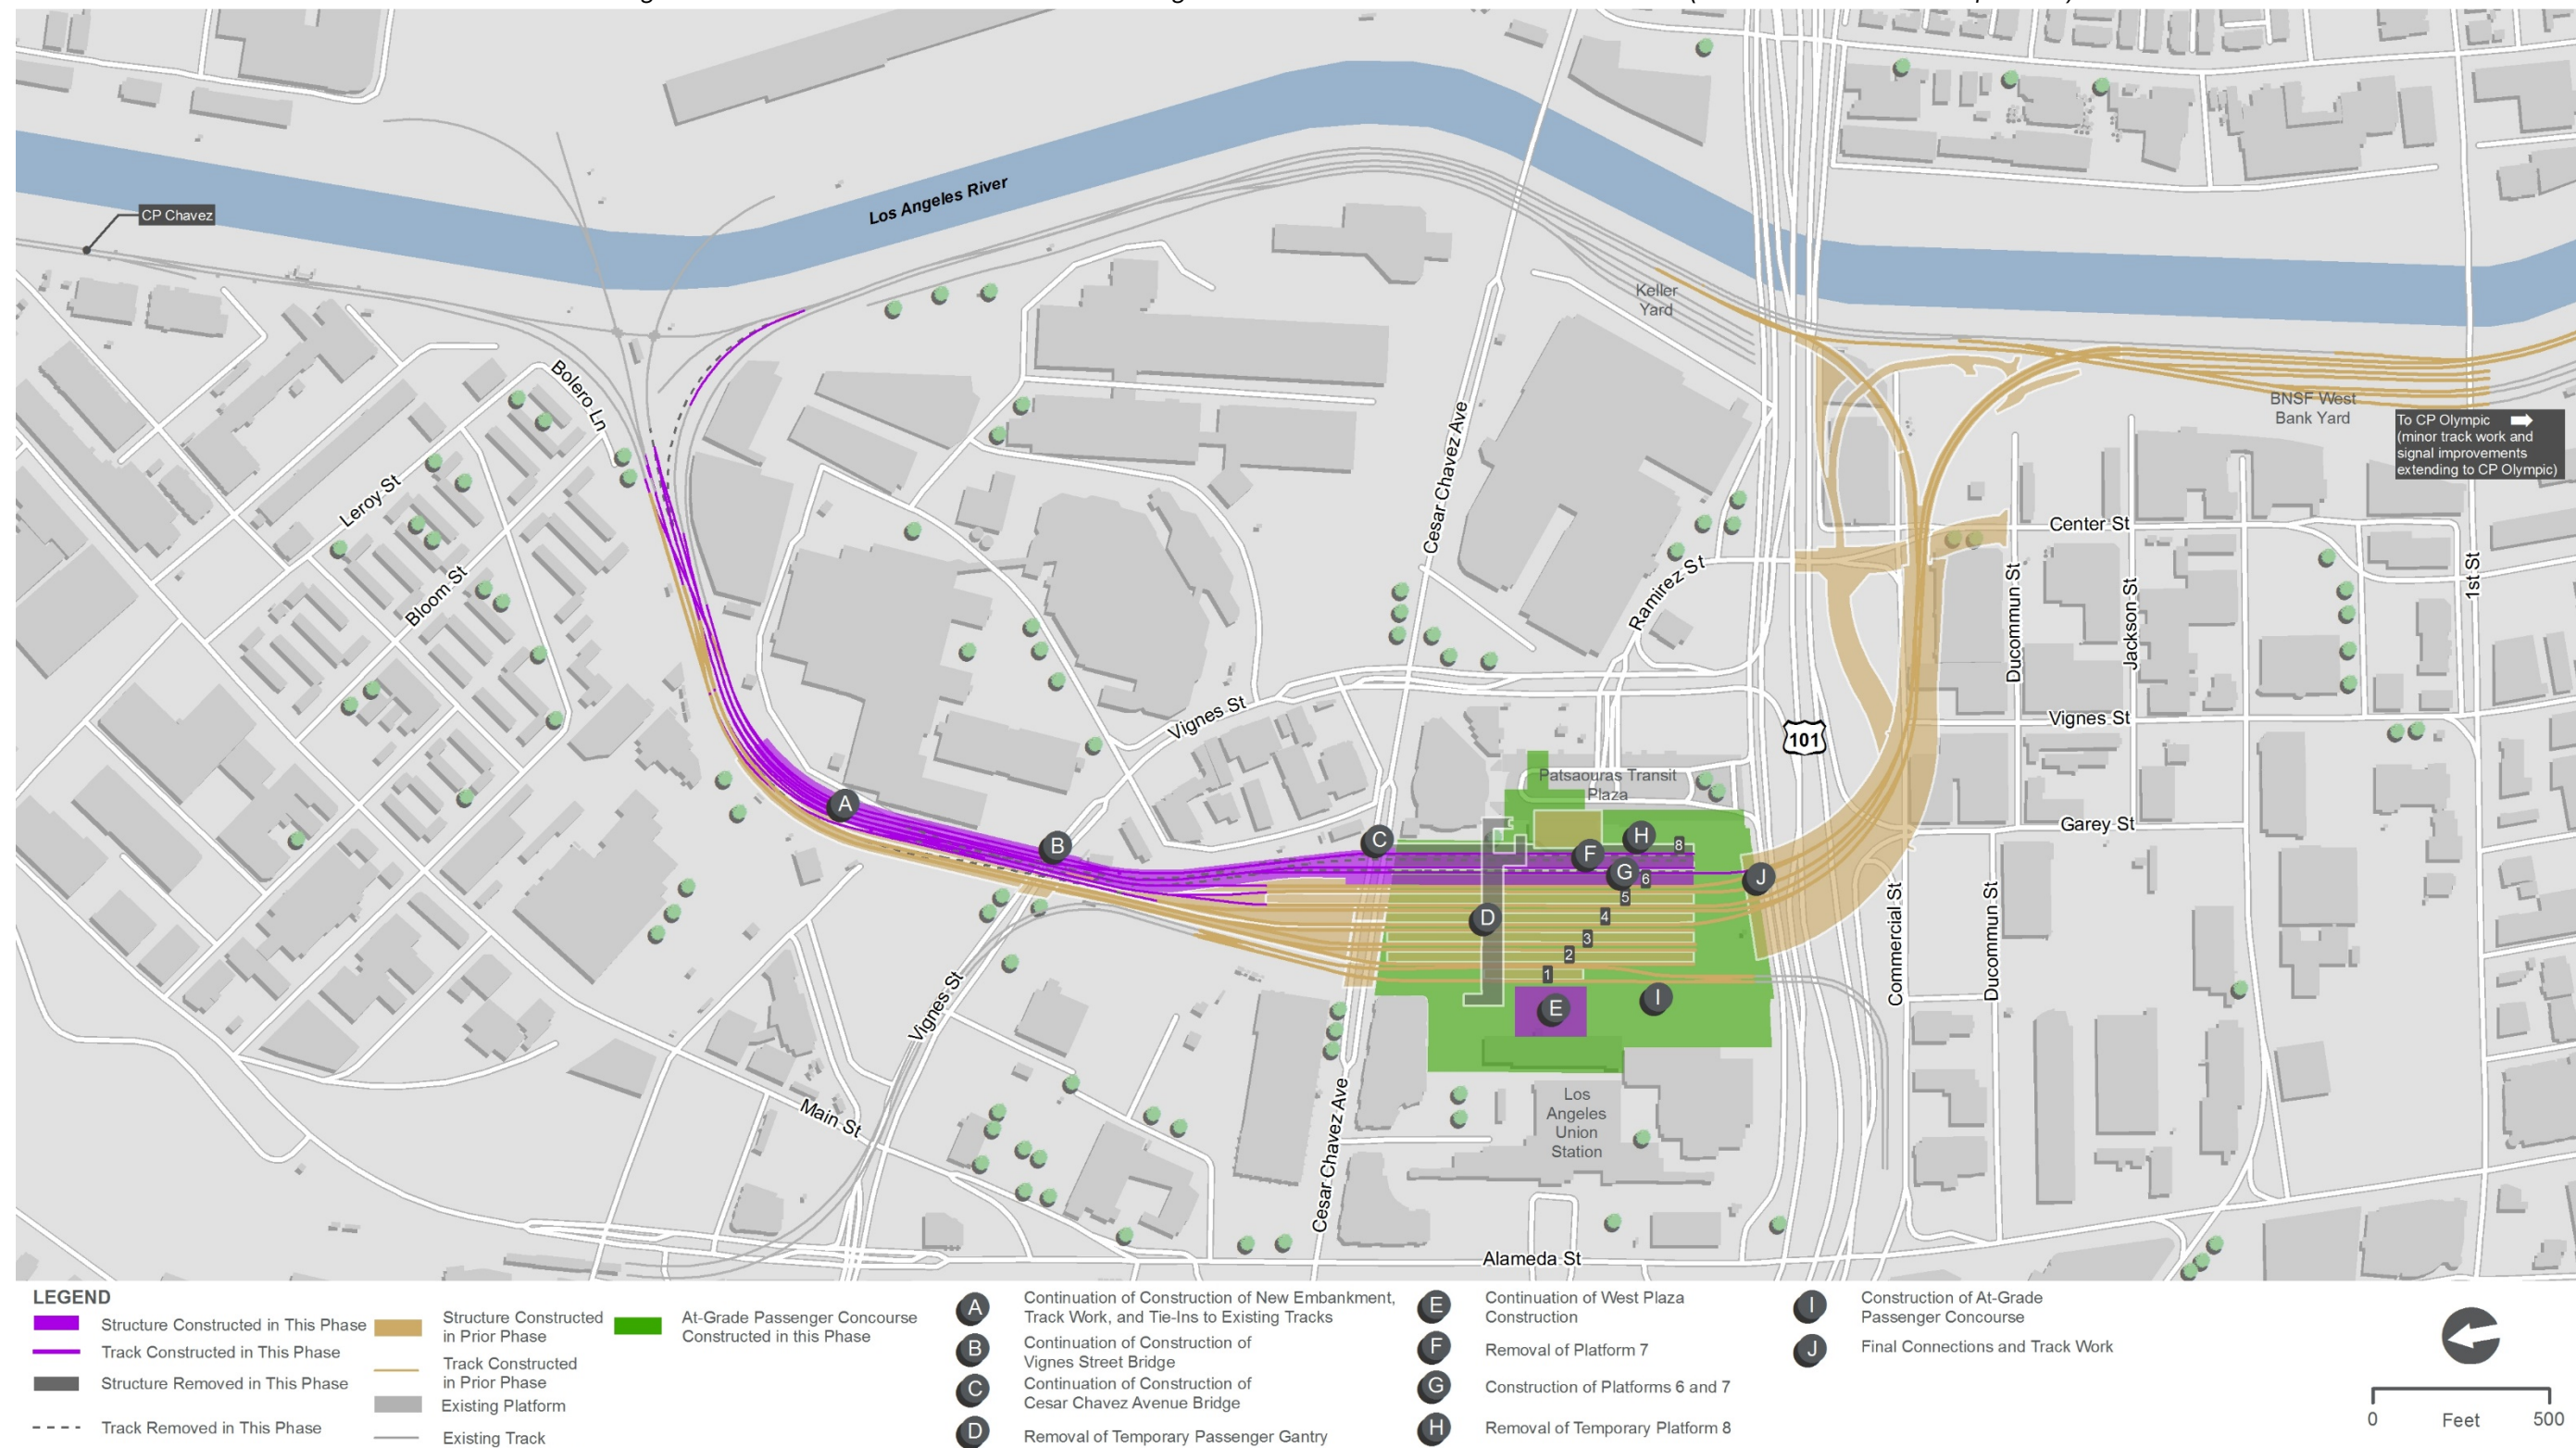 CP Chavez
Los Angeles River
Keller
Yard
BNSF West
Bank Yard
To CP Olympic
(minor track work and
signal improvements
extending to CP Olympic)
Bolero Ln
Leroy St
Bloom St
Cesar Chavez Ave
Ramirez St
Center St
Ducommun St
Jackson St
1st St
Vignes St
Vignes St
101
Patsaouras Transit
Plaza
Garey St
A
B
C
H
8
F
G
6
J
5
D
4
3
2
1
E
I
Commercial St
Ducommun St
Vignes St
Main St
Cesar Chavez Ave
Los
Angeles
Union
Station
Alameda St
LEGEND
Structure Constructed in This Phase
Track Constructed in This Phase
Structure Removed in This Phase
Track Removed in This Phase
Structure Constructed
in Prior Phase
Track Constructed
in Prior Phase
Existing Platform
Existing Track
At-Grade Passenger Concourse
Constructed in this Phase
A Continuation of Construction of New Embankment,
Track Work, and Tie-Ins to Existing Tracks
B Continuation of Construction of
Vignes Street Bridge
C Continuation of Construction of
Cesar Chavez Avenue Bridge
D Removal of Temporary Passenger Gantry
E Continuation of West Plaza
Construction
F Removal of Platform 7
G Construction of Platforms 6 and 7
H Removal of Temporary Platform 8
I Construction of At-Grade
Passenger Concourse
J Final Connections and Track Work
0 Feet 500